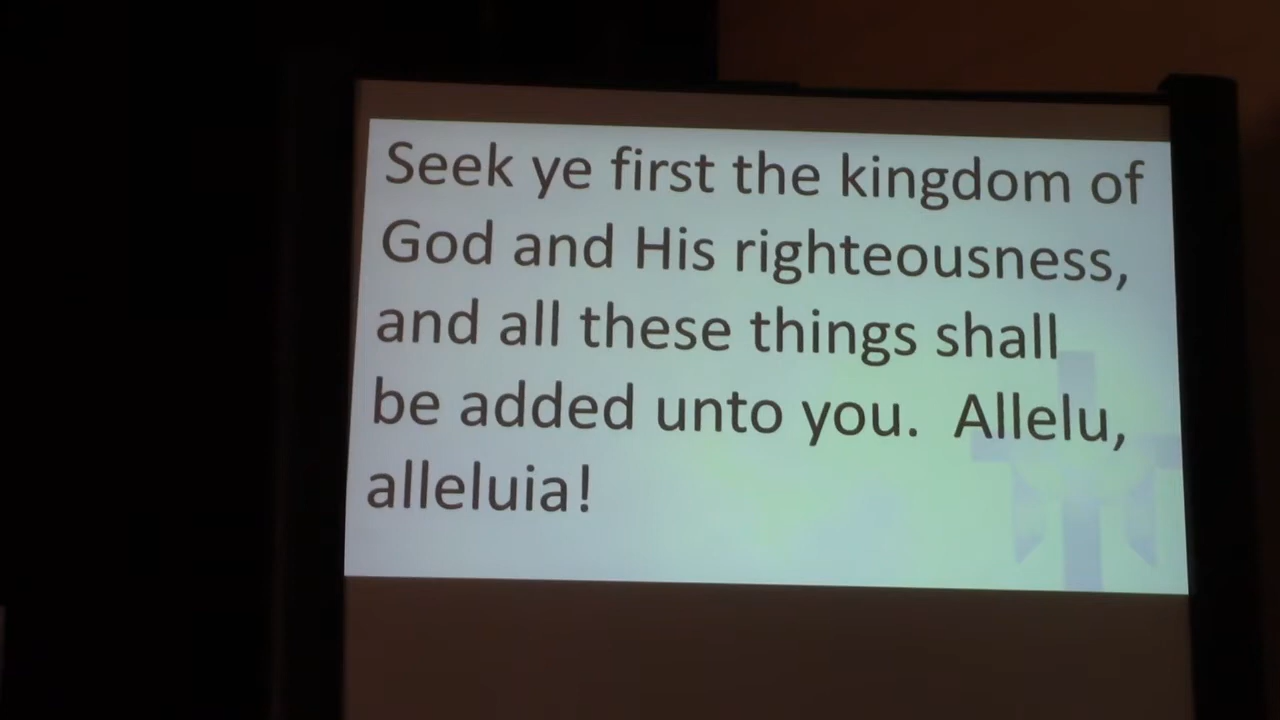 Seek ye first the kingdom of
God and His righteousness,
and all these things shall
be added unto you.  Allelu,
alleluia!